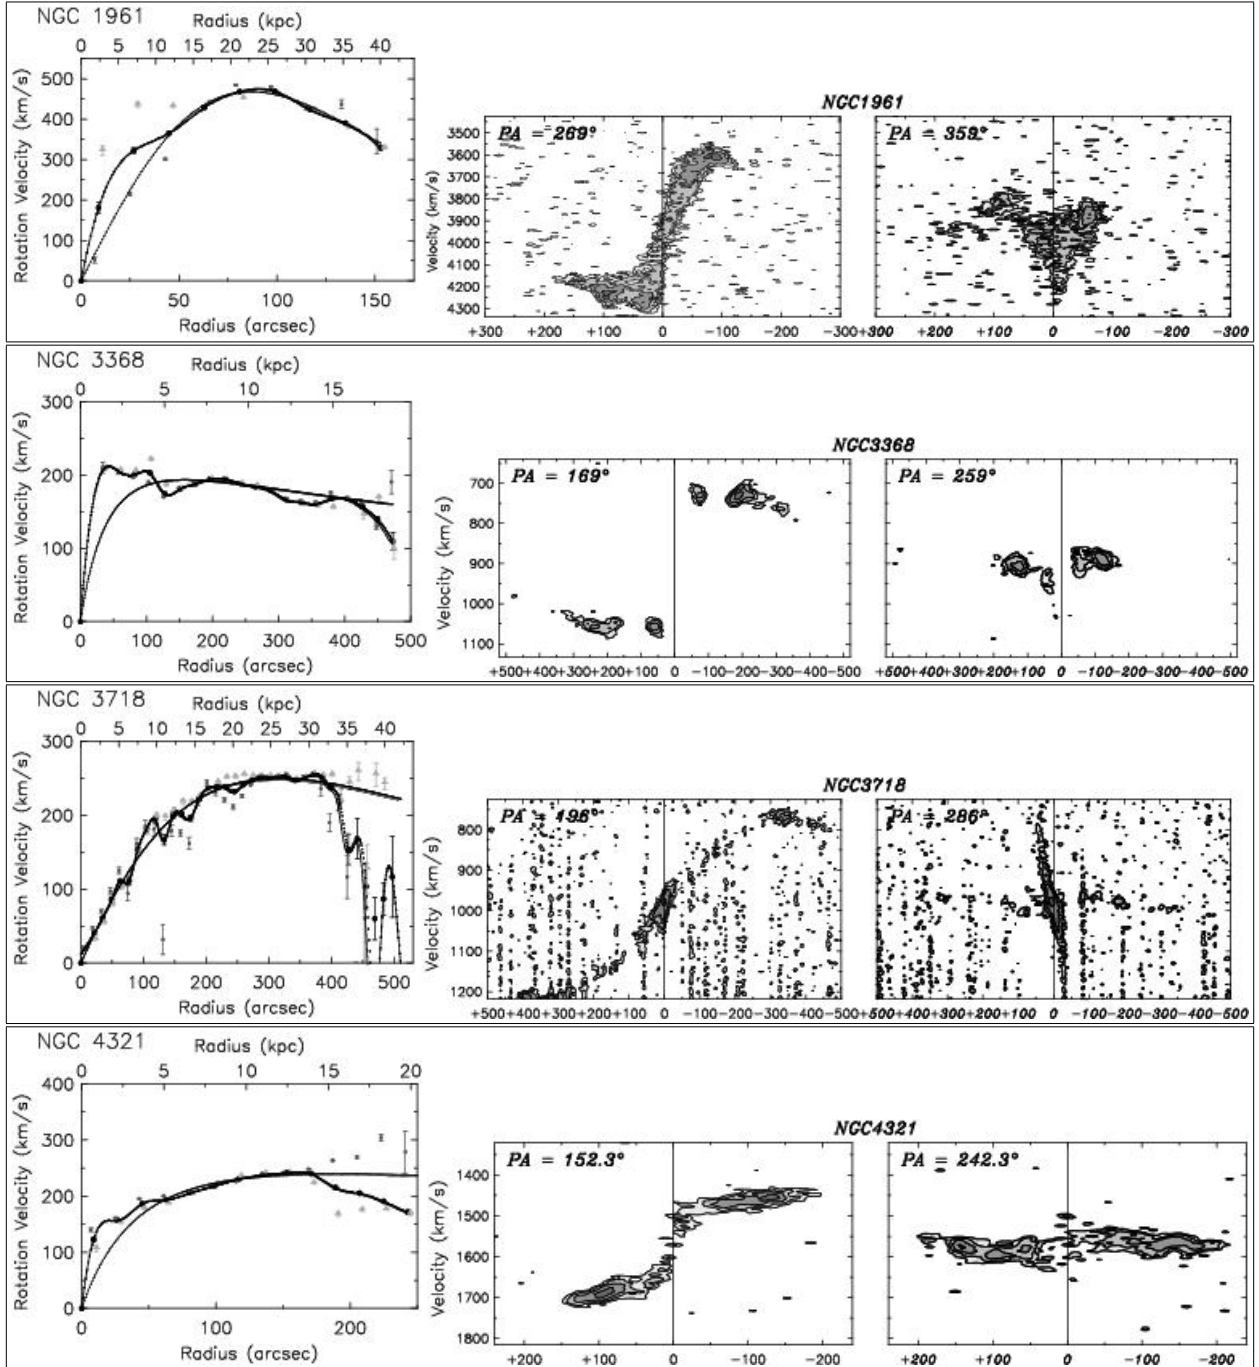 NGC 1961
Radius (kpc)
0 5 10 15 20 25 30 35 40
Rotation Velocity (km/s)
500
400
300
200
100
0
0 50 100 150
Radius (arcsec)
NGC1961
PA = 269°
PA = 359°
Velocity (km/s)
3500
3600
3700
3800
3900
4000
4100
4200
4300
+300 +200 +100 0 -100 -200 -300
+300 +200 +100 0 -100 -200 -300
NGC 3368
Radius (kpc)
0 5 10 15
Rotation Velocity (km/s)
300
200
100
0
0 100 200 300 400 500
Radius (arcsec)
NGC3368
PA = 169°
PA = 259°
Velocity (km/s)
700
800
900
1000
1100
+500 +400 +300 +200 +100 0 -100 -200 -300 -400 -500
+500 +400 +300 +200 +100 0 -100 -200 -300 -400 -500
NGC 3718
Radius (kpc)
0 5 10 15 20 25 30 35 40
Rotation Velocity (km/s)
300
200
100
0
0 100 200 300 400 500
Radius (arcsec)
NGC3718
PA = 196°
PA = 286°
Velocity (km/s)
800
900
1000
1100
1200
+500 +400 +300 +200 +100 0 -100 -200 -300 -400 -500
+500 +400 +300 +200 +100 0 -100 -200 -300 -400 -500
NGC 4321
Radius (kpc)
0 5 10 15 20
Rotation Velocity (km/s)
400
300
200
100
0
0 100 200
Radius (arcsec)
NGC4321
PA = 152.3°
PA = 242.3°
Velocity (km/s)
1400
1500
1600
1700
1800
+200 +100 0 -100 -200
+200 +100 0 -100 -200